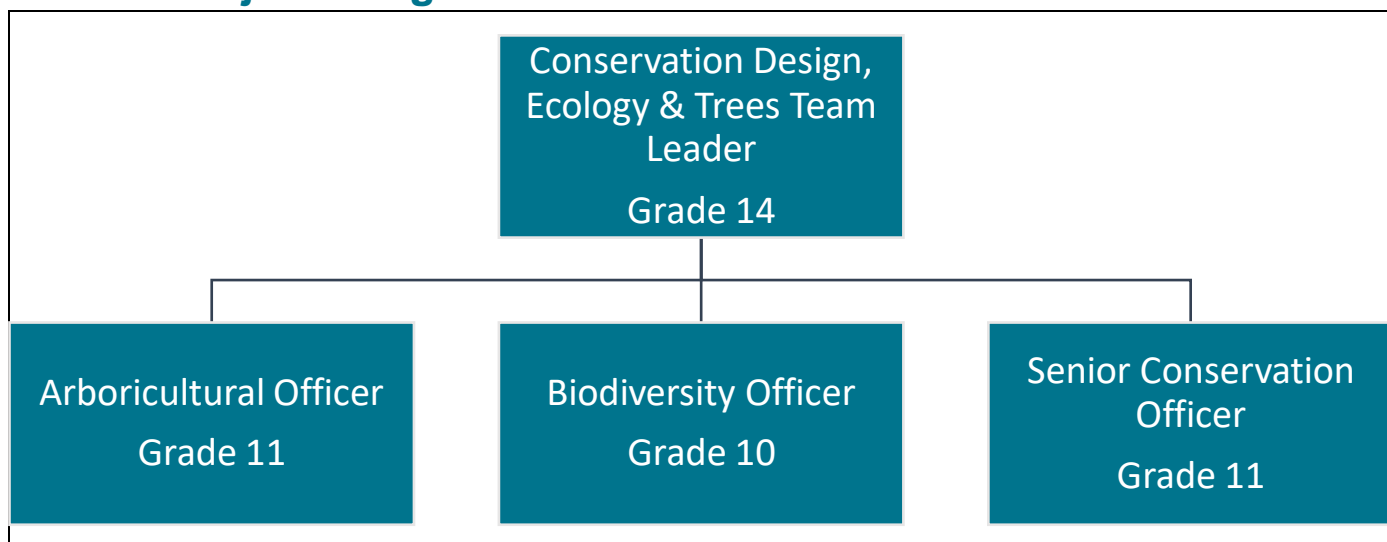 Conservation Design,
Ecology & Trees Team
Leader
Grade 14
Arboricultural Officer
Grade 11
Biodiversity Officer
Grade 10
Senior Conservation
Officer
Grade 11